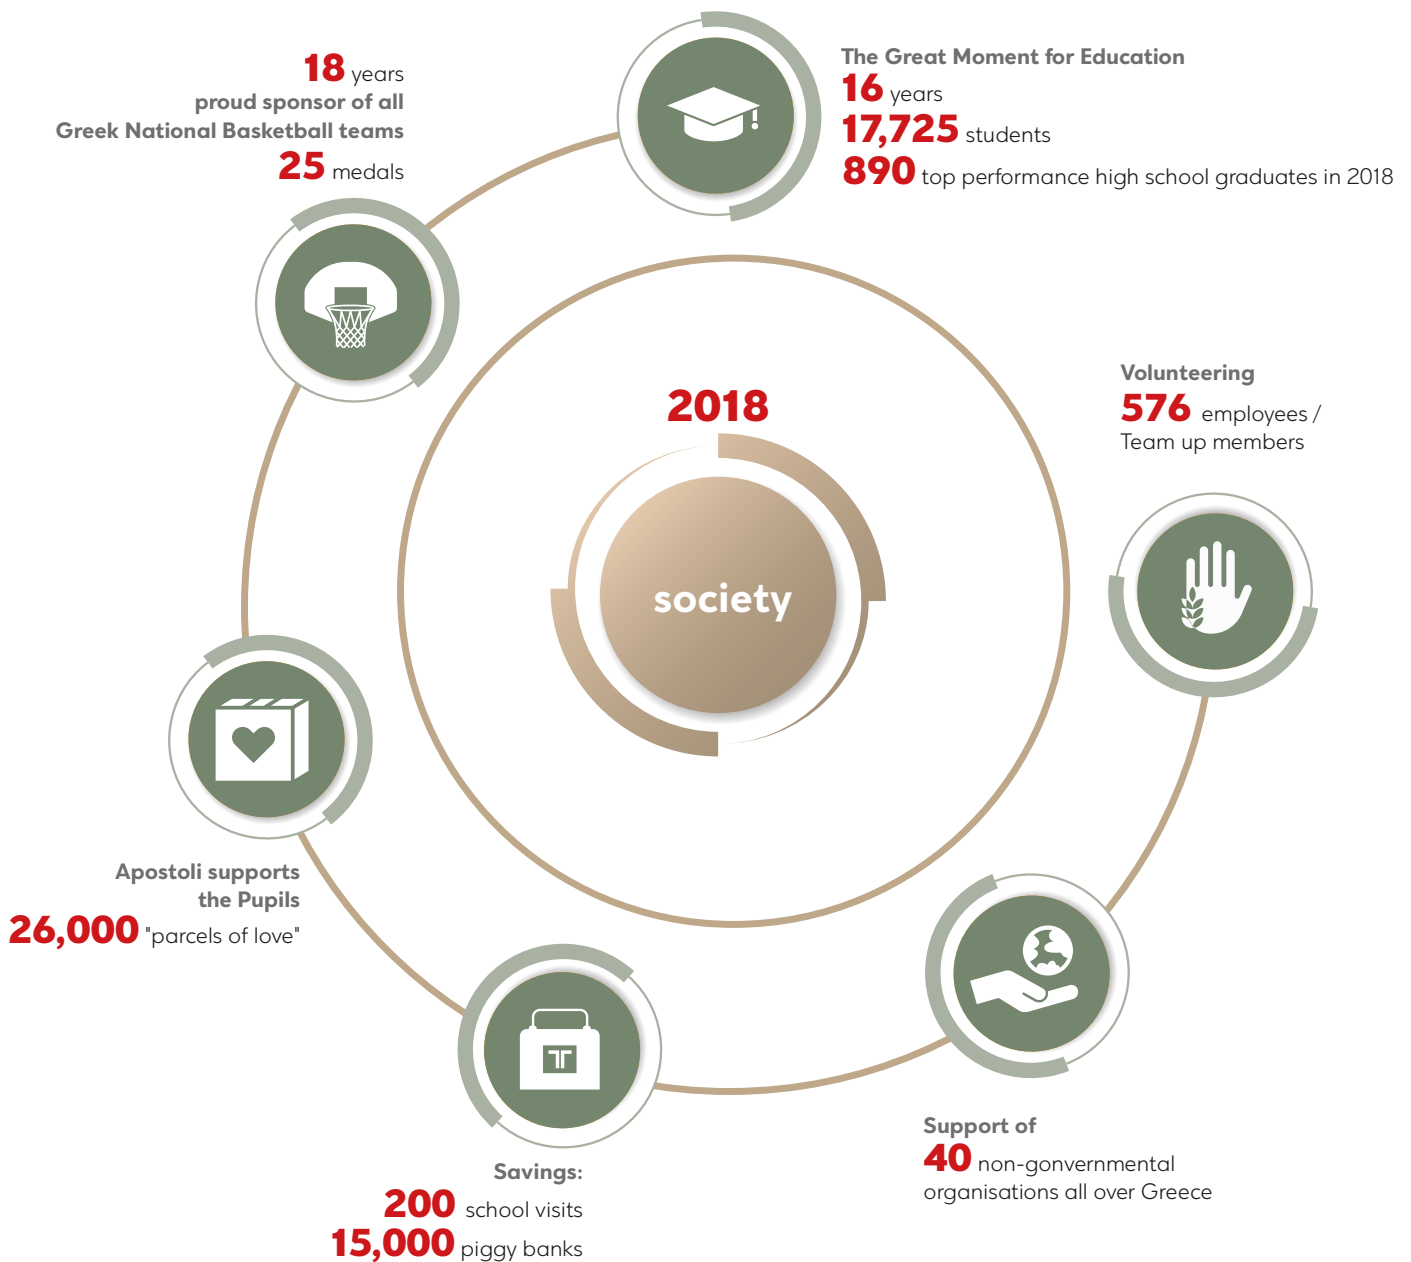 18 years
proud sponsor of all
Greek National Basketball teams
25 medals
The Great Moment for Education
16 years
17,725 students
890 top performance high school graduates in 2018
Volunteering
576 employees /
Team up members
2018
society
Apostoli supports
the Pupils
26,000 "parcels of love"
Savings:
200 school visits
15,000 piggy banks
Support of
40 non-gonvernmental
organisations all over Greece